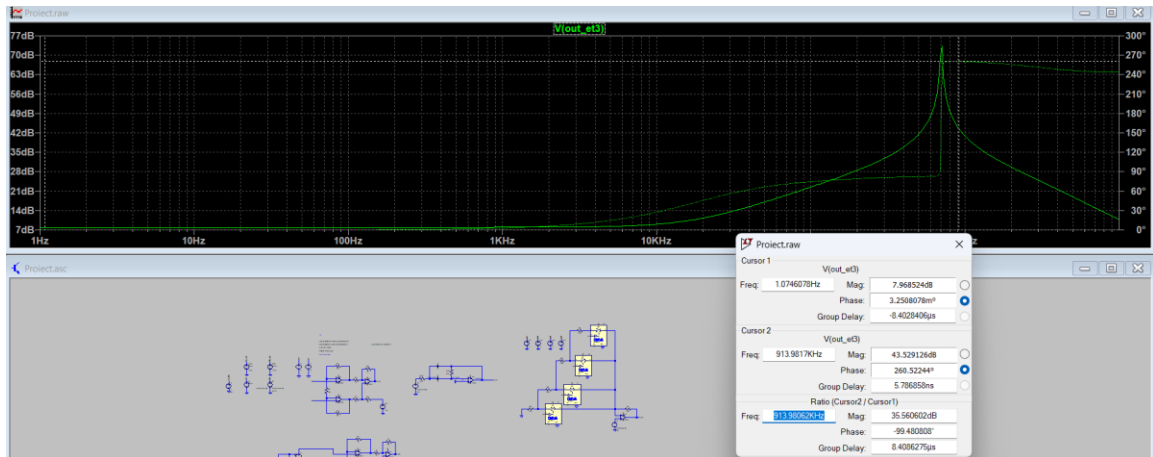 Proiect.raw
V(out_et3)
77dB 300°
70dB 270°
63dB 240°
56dB 210°
49dB 180°
42dB 150°
35dB 120°
28dB 90°
21dB 60°
14dB 30°
7dB 0°
1Hz 10Hz 100Hz 1KHz 10KHz
Proiect.asc
Proiect.raw
Cursor 1
V(out_et3)
Freq: 1.0746078Hz Mag: 7.968524dB
Phase: 3.2508078m°
Group Delay: -8.4028406µs
Cursor 2
V(out_et3)
Freq: 913.9817KHz Mag: 43.529126dB
Phase: 260.52244°
Group Delay: 5.786858ns
Ratio (Cursor2 / Cursor1)
Freq: 913.98062KHz Mag: 35.560602dB
Phase: -99.480808°
Group Delay: 8.4086275µs